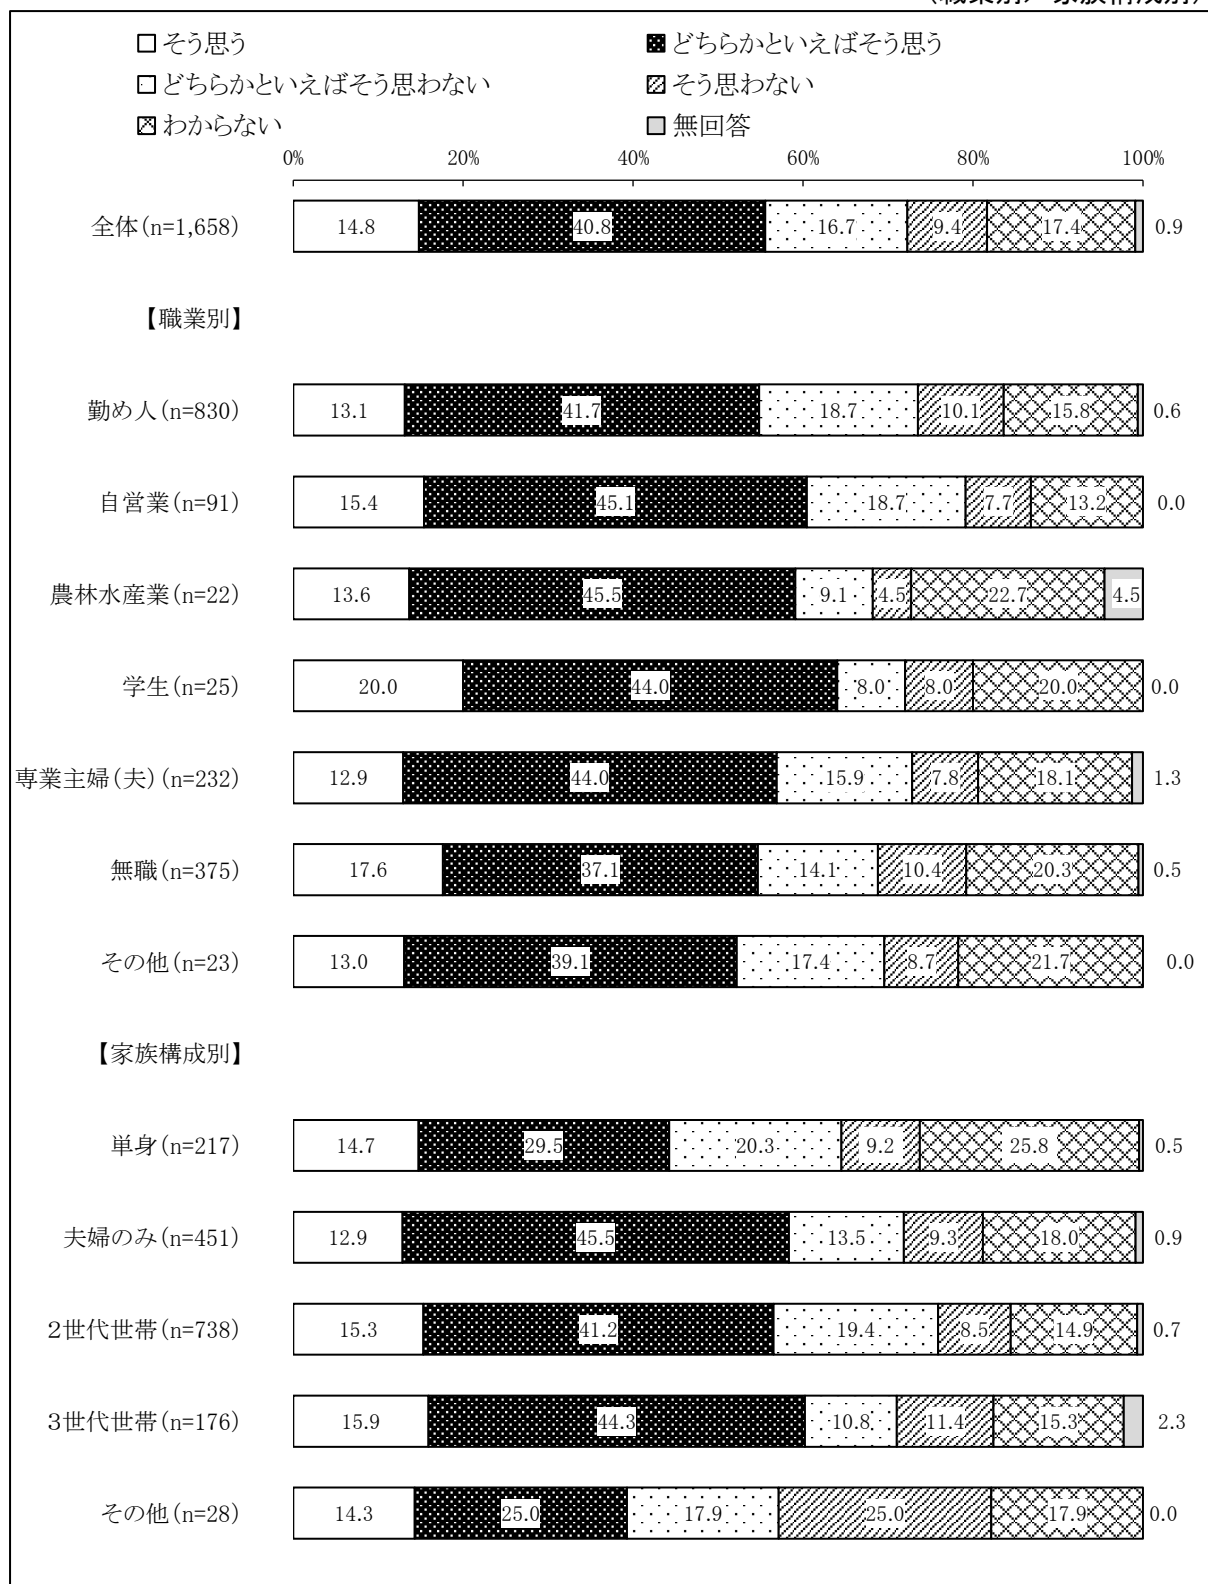 (職業別、家族構成別)
そう思う どちらかといえばそう思う
どちらかといえばそう思わない そう思わない
わからない 無回答
0% 20% 40% 60% 80% 100%
全体(n=1,658) 14.8 40.8 16.7 9.4 17.4 0.9
【職業別】
勤め人(n=830) 13.1 41.7 18.7 10.1 15.8 0.6
自営業(n=91) 15.4 45.1 18.7 7.7 13.2 0.0
農林水産業(n=22) 13.6 45.5 9.1 4.5 22.7 4.5
学生(n=25) 20.0 44.0 8.0 8.0 20.0 0.0
専業主婦(夫)(n=232) 12.9 44.0 15.9 7.8 18.1 1.3
無職(n=375) 17.6 37.1 14.1 10.4 20.3 0.5
その他(n=23) 13.0 39.1 17.4 8.7 21.7 0.0
【家族構成別】
単身(n=217) 14.7 29.5 20.3 9.2 25.8 0.5
夫婦のみ(n=451) 12.9 45.5 13.5 9.3 18.0 0.9
2世代世帯(n=738) 15.3 41.2 19.4 8.5 14.9 0.7
3世代世帯(n=176) 15.9 44.3 10.8 11.4 15.3 2.3
その他(n=28) 14.3 25.0 17.9 25.0 17.9 0.0